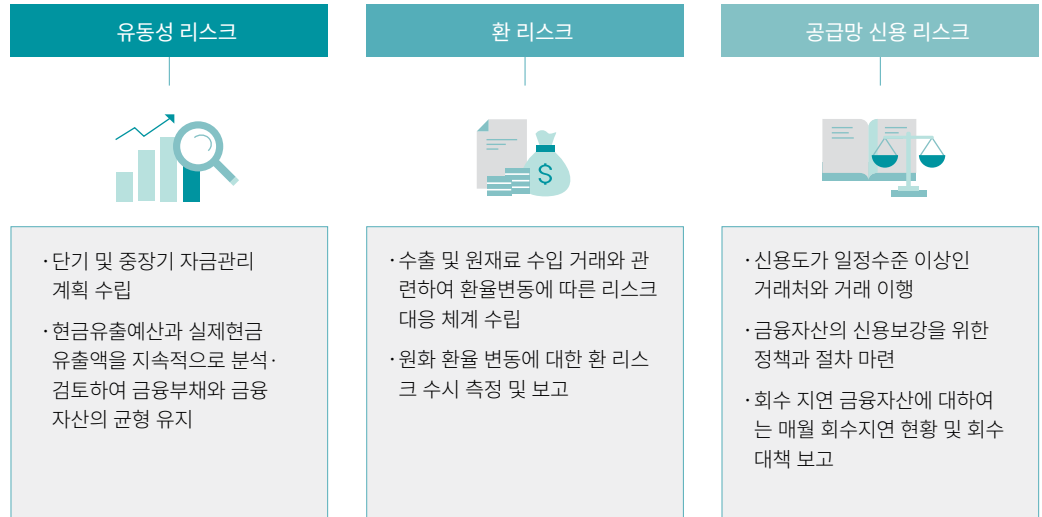 유동성 리스크
환 리스크
공급망 신용 리스크
$
· 단기 및 중장기 자금관리
계획 수립
· 현금유출예산과 실제현금
유출액을 지속적으로 분석·
검토하여 금융부채와 금융
자산의 균형 유지
· 수출 및 원재료 수입 거래와 관
련하여 환율변동에 따른 리스크
대응 체계 수립
· 원화 환율 변동에 대한 환 리스
크 수시 측정 및 보고
· 신용도가 일정수준 이상인
거래처와 거래 이행
· 금융자산의 신용보강을 위한
정책과 절차 마련
· 회수 지연 금융자산에 대하여
는 매월 회수지연 현황 및 회수
대책 보고